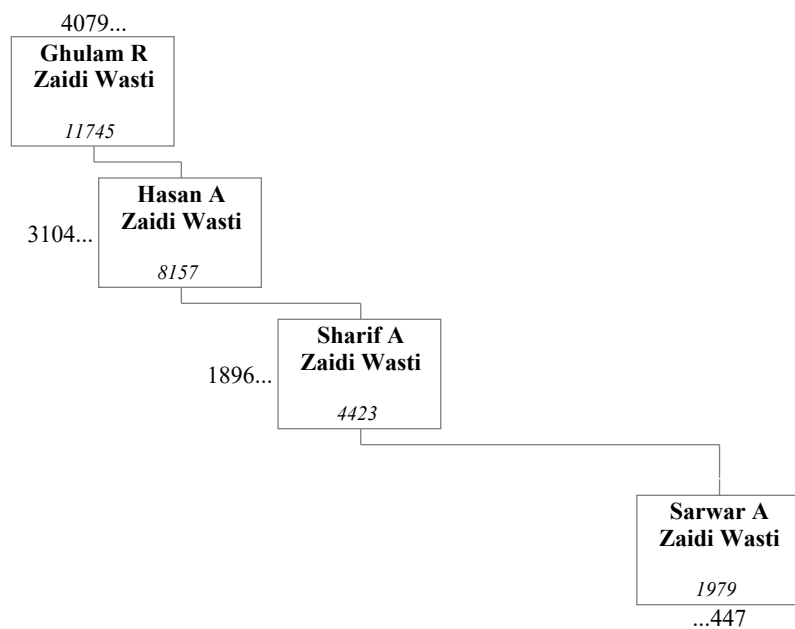 4079...
Ghulam R
Zaidi Wasti
11745
Hasan A
Zaidi Wasti
3104...
8157
Sharif A
Zaidi Wasti
1896...
4423
Sarwar A
Zaidi Wasti
1979
...447